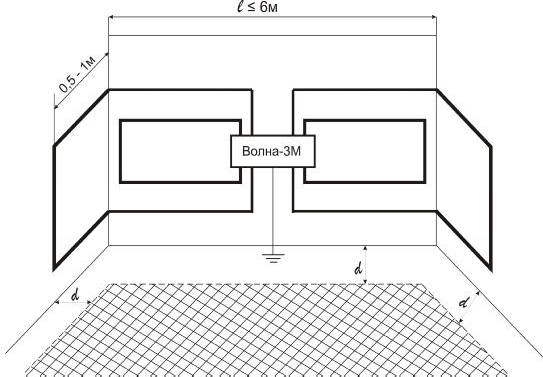 ℓ ≤ 6м
0,5 - 1м
Волна-3М
d
d
d